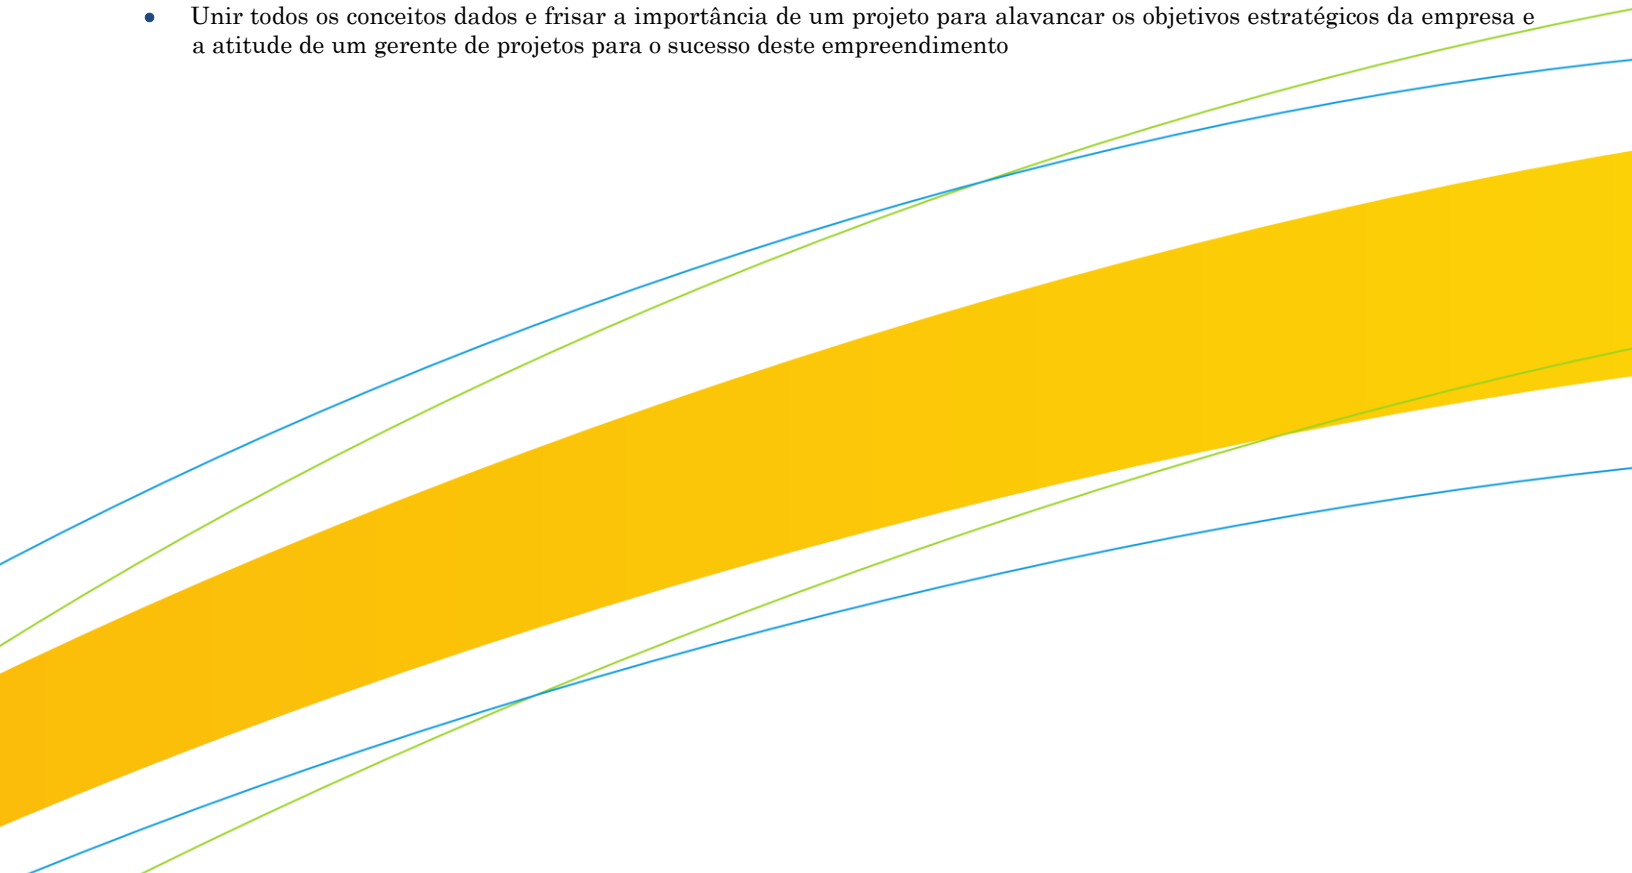 • Unir todos os conceitos dados e frisar a importância de um projeto para alavancar os objetivos estratégicos da empresa e
a atitude de um gerente de projetos para o sucesso deste empreendimento